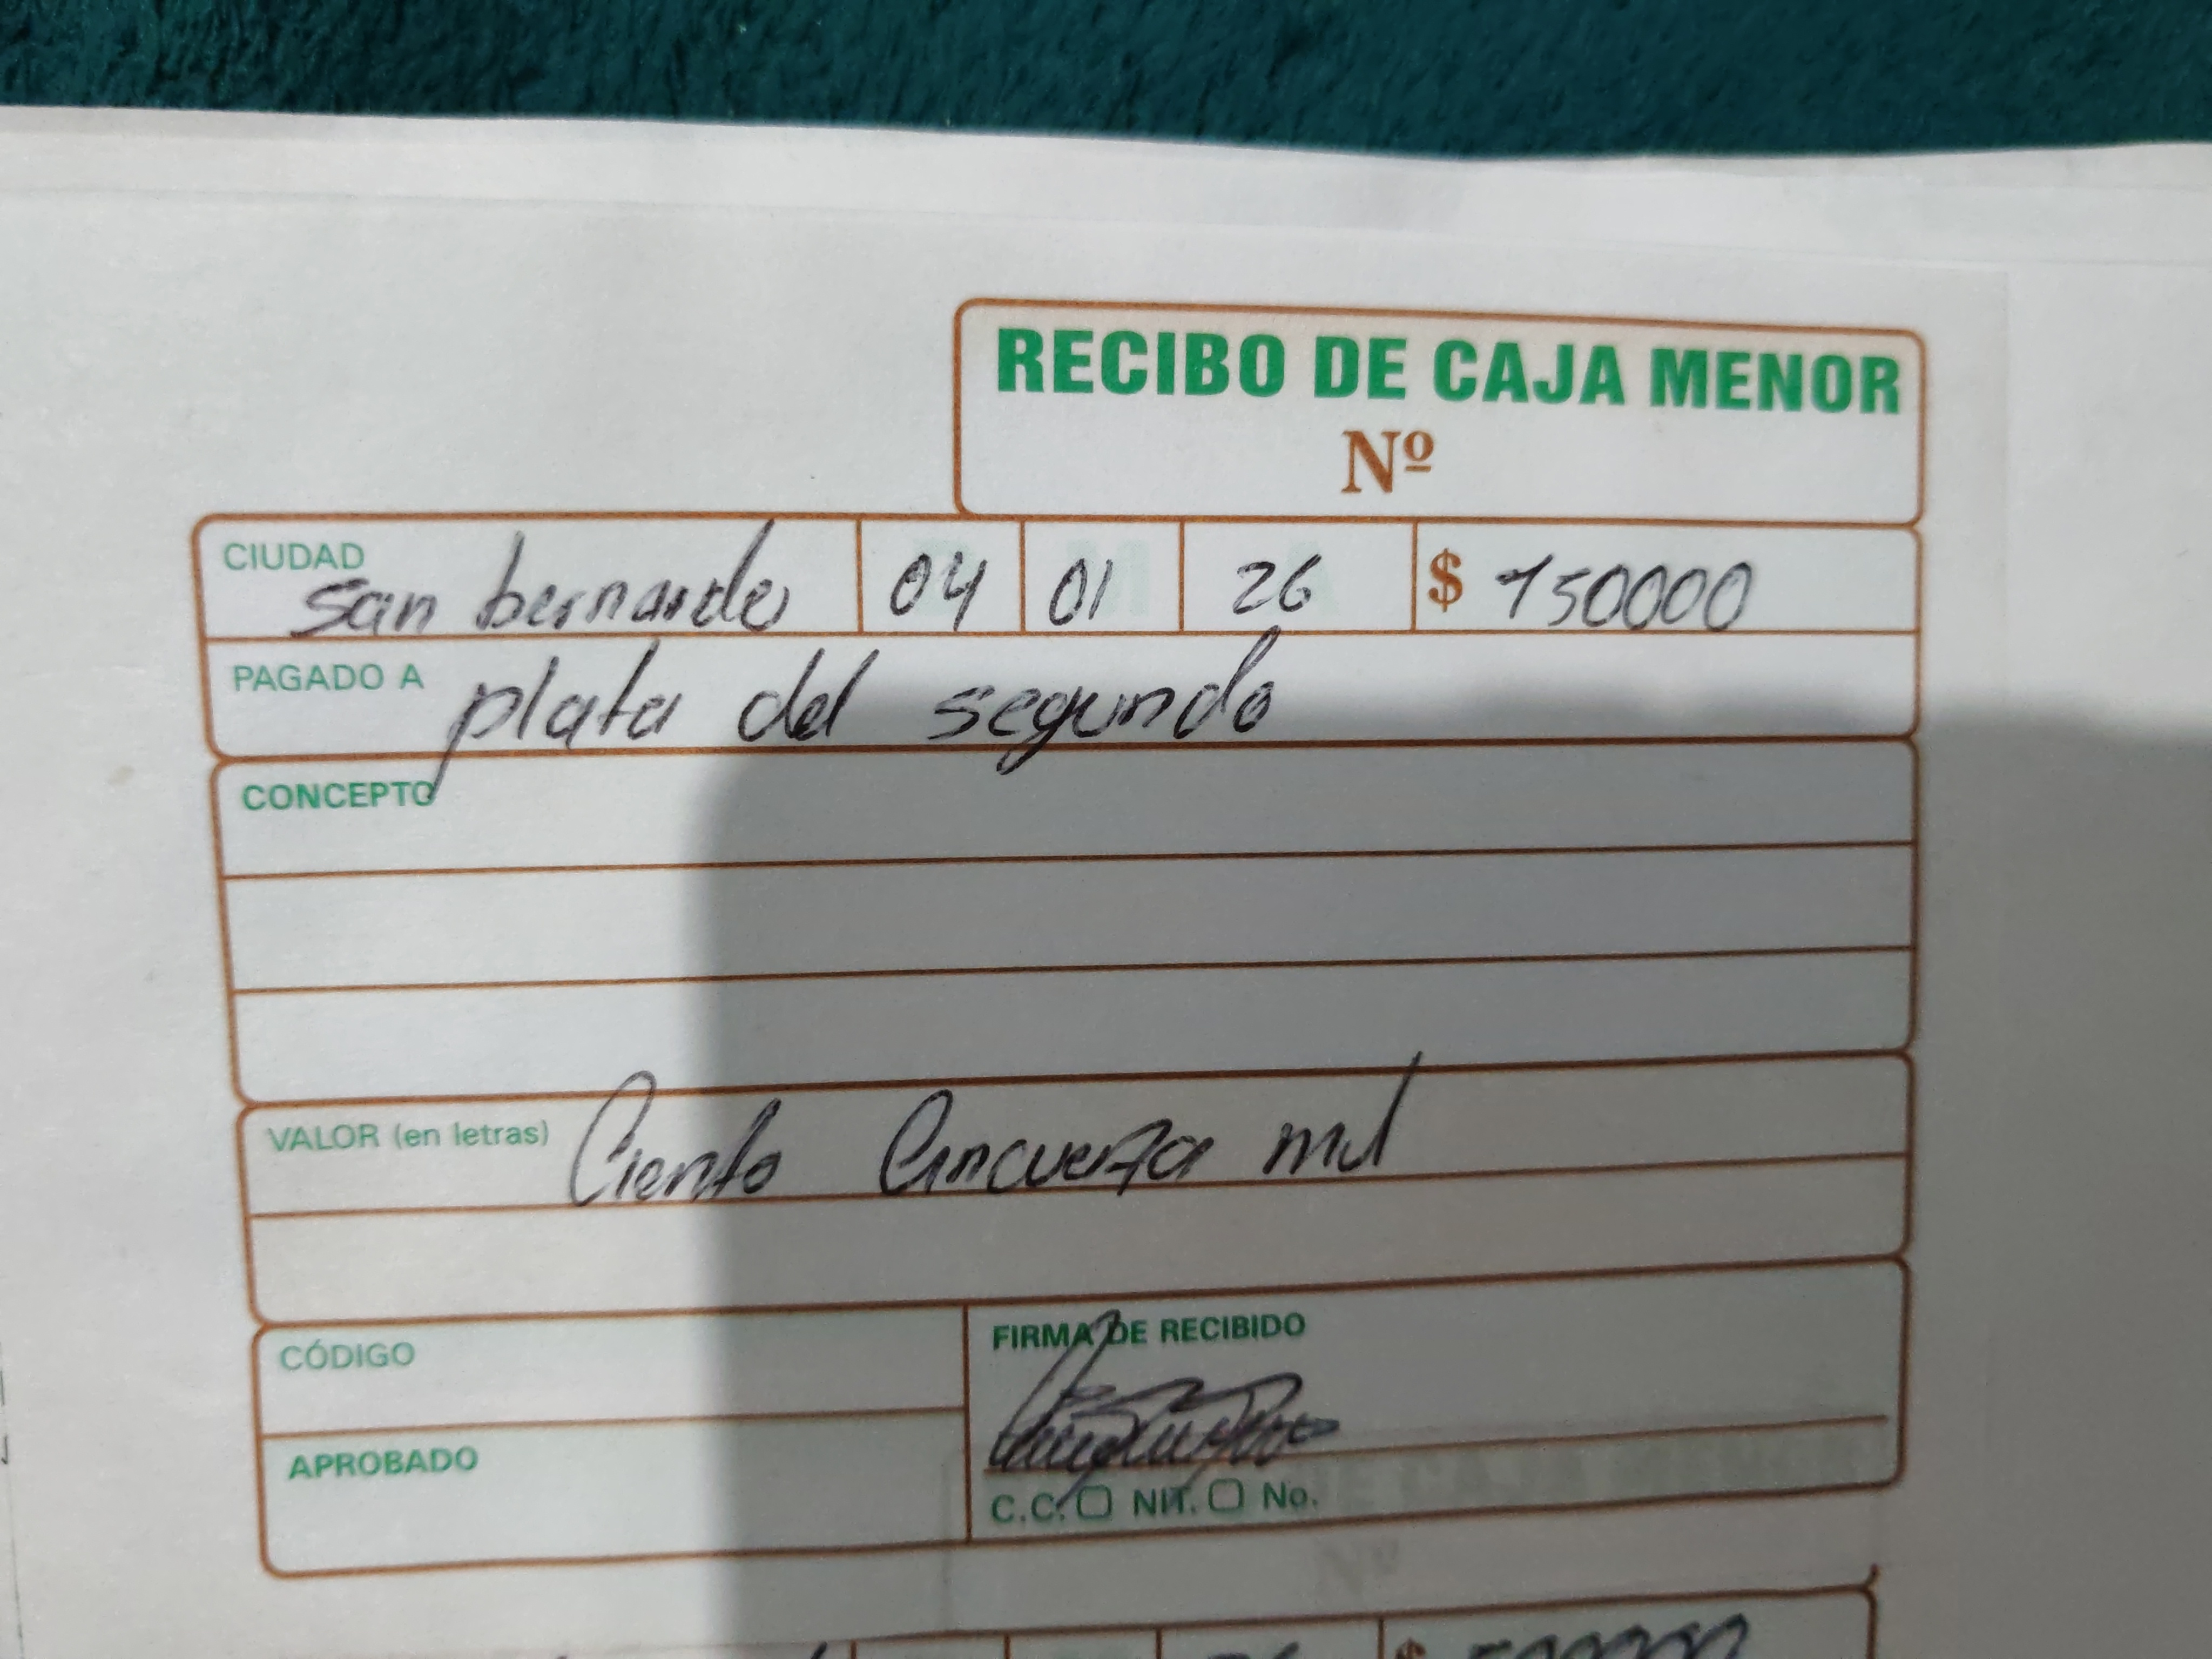 RECIBO DE CAJA MENOR
Nº
CIUDAD san bernardo 04 01 26 $ 150000
PAGADO A plata del segundo
CONCEPTO
VALOR (en letras) Ciento Cincuenta mil
CÓDIGO
FIRMA DE RECIBIDO
APROBADO
C.C. NIT. No.
$